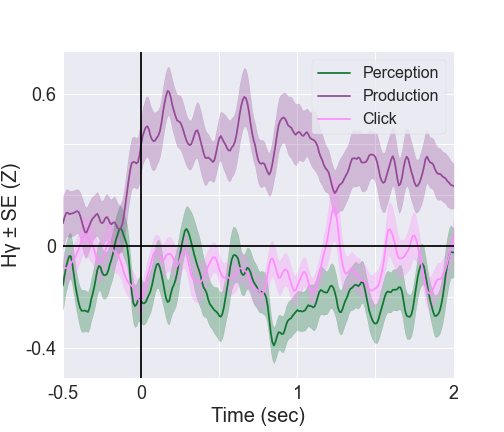 Perception
Production
Click
0.6
0
-0.4
Hγ ± SE (Z)
-0.5 0 1 2
Time (sec)